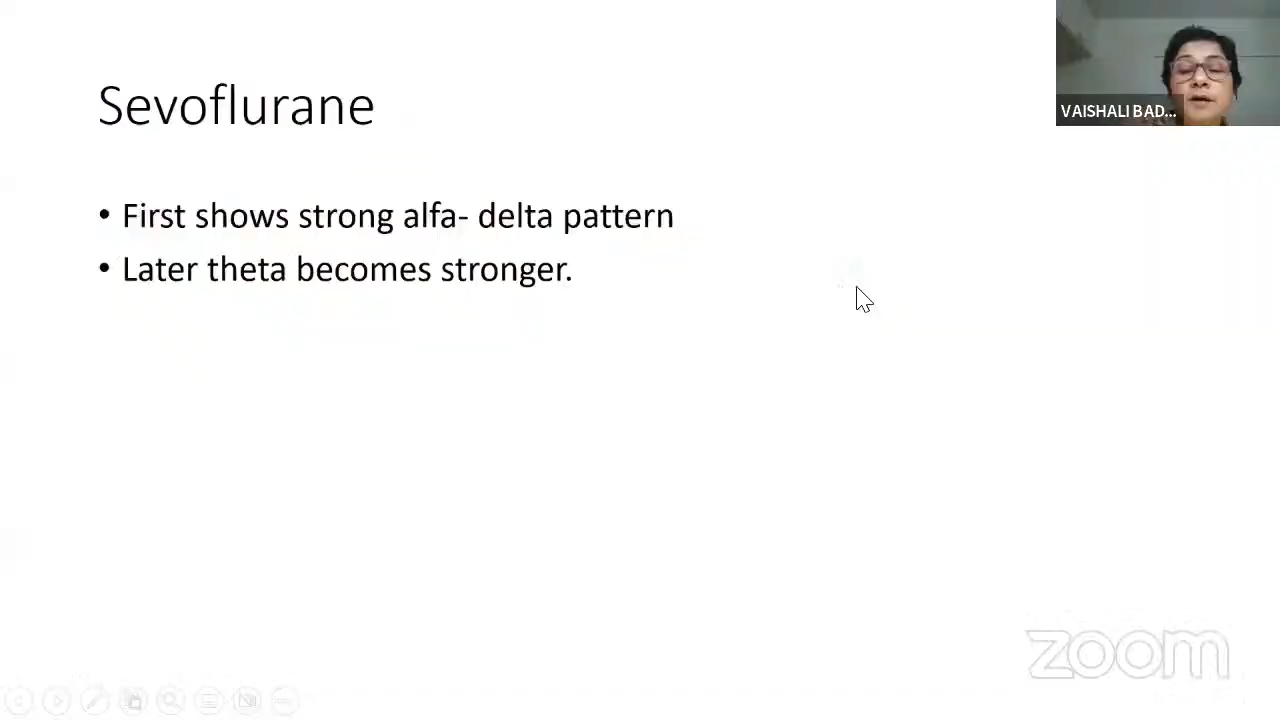 Sevoflurane
VAISHALI BAD...
• First shows strong alfa- delta pattern
• Later theta becomes stronger.
zoom